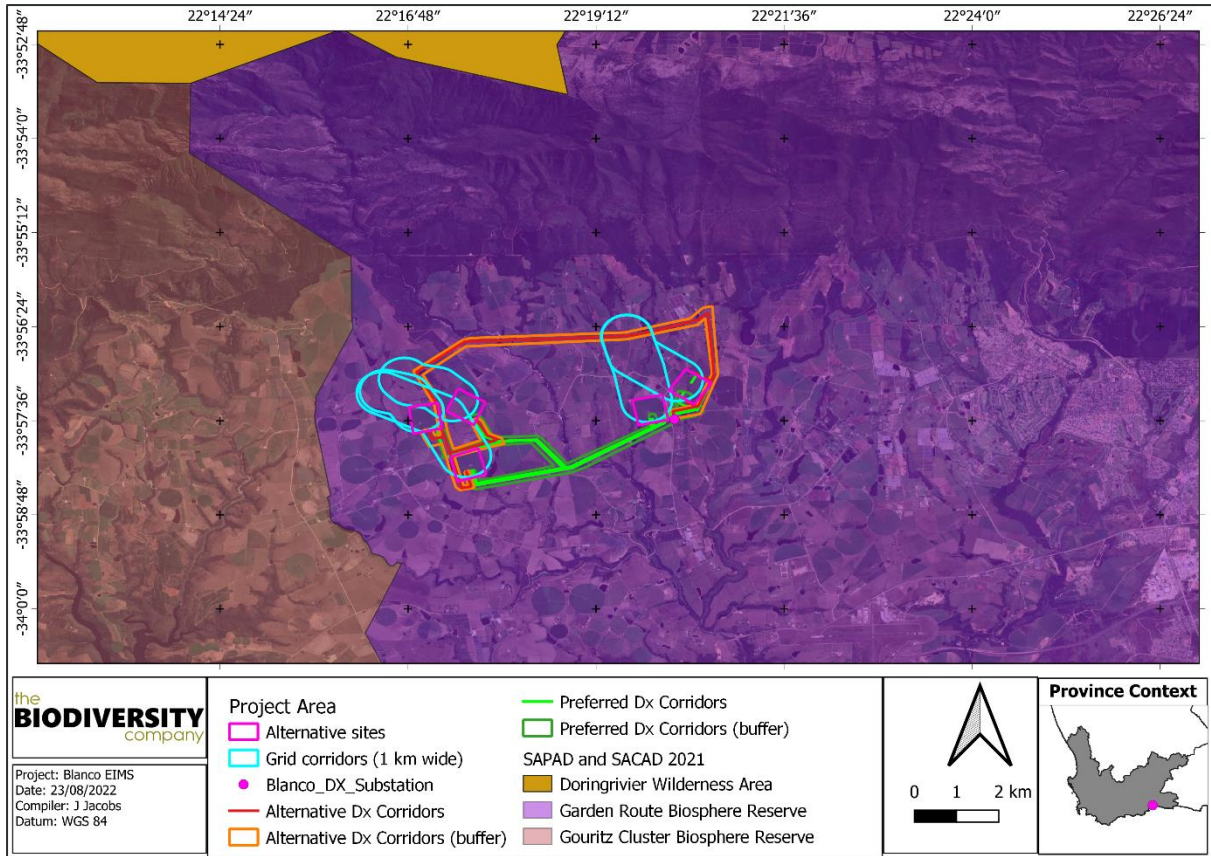 22°14′24″ 22°16′48″ 22°19′12″ 22°21′36″ 22°24′0″ 22°26′24″
-33°52′48″
-33°54′0″
-33°55′12″
-33°56′24″
-33°57′36″
-33°58′48″
-34°0′0″
the
BIODIVERSITY
company
Project: Blanco EIMS
Date: 23/08/2022
Compiler: J Jacobs
Datum: WGS 84
Project Area
Alternative sites
Grid corridors (1 km wide)
Blanco_DX_Substation
Alternative Dx Corridors
Alternative Dx Corridors (buffer)
Preferred Dx Corridors
Preferred Dx Corridors (buffer)
SAPAD and SACAD 2021
Doringrivier Wilderness Area
Garden Route Biosphere Reserve
Gouritz Cluster Biosphere Reserve
0 1 2 km
Province Context